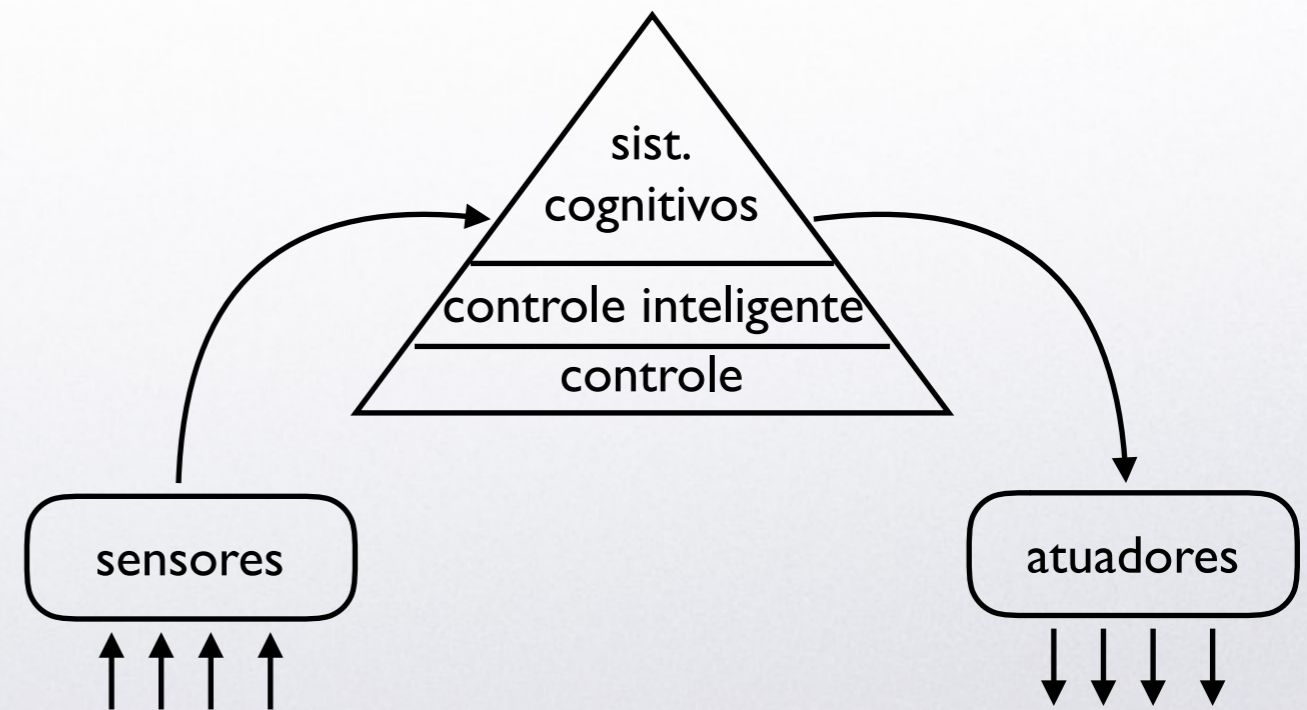 sist.
cognitivos
controle inteligente
controle
sensores
atuadores